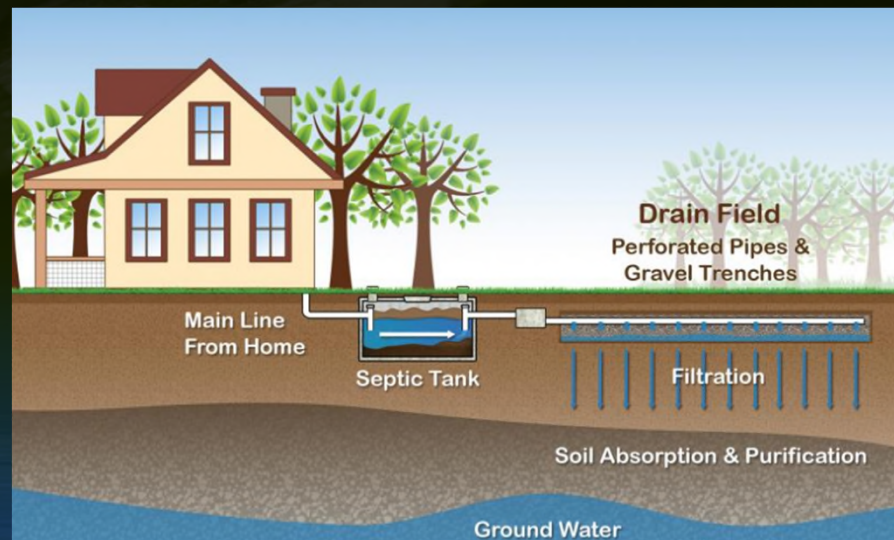 Drain Field
Perforated Pipes &
Gravel Trenches
Main Line
From Home
Septic Tank
Filtration
Soil Absorption & Purification
Ground Water